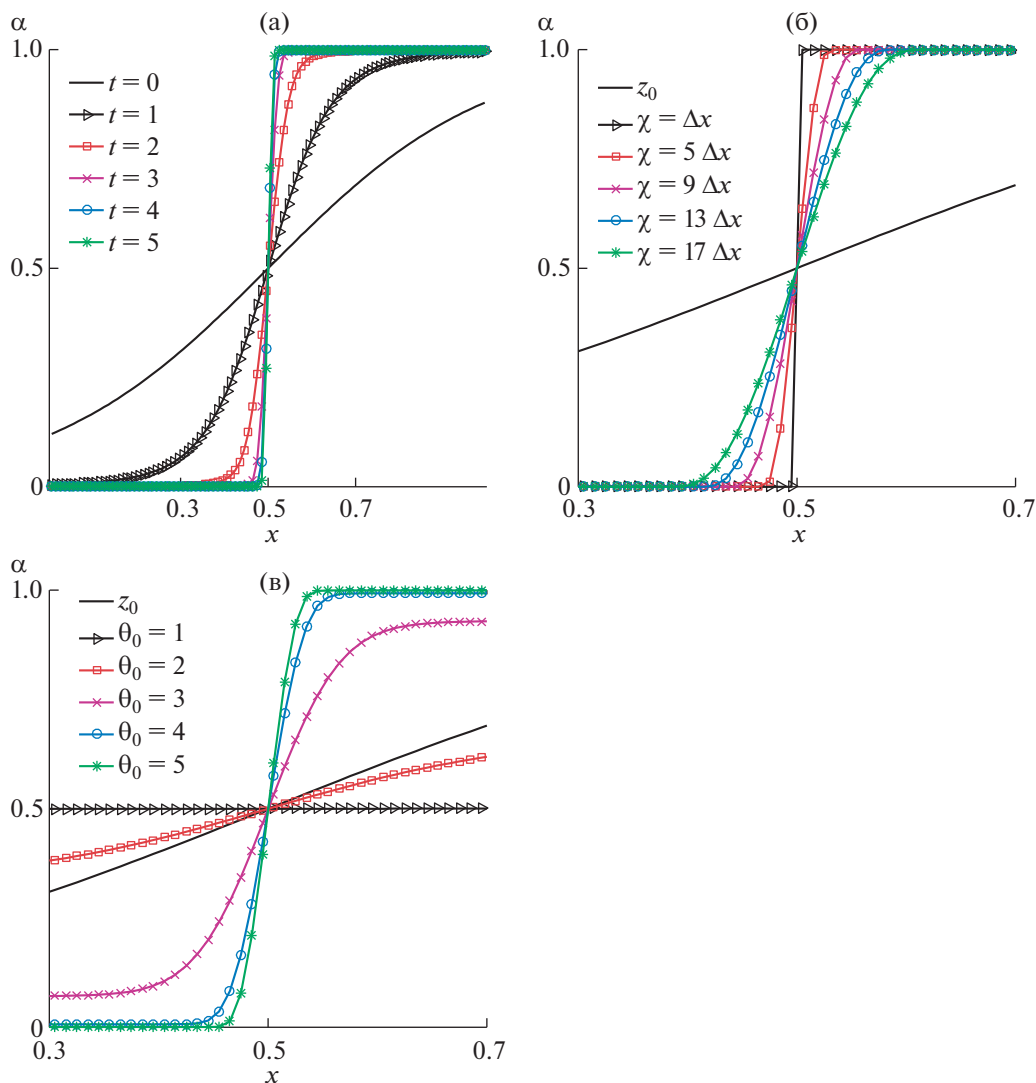 α
(а)
1.0
t = 0
t = 1
t = 2
t = 3
t = 4
t = 5
0.5
0
0.3
0.5
0.7
x
α
(б)
1.0
z₀
χ = Δx
χ = 5 Δx
χ = 9 Δx
χ = 13 Δx
χ = 17 Δx
0.5
0
0.3
0.5
0.7
x
α
(в)
1.0
z₀
θ₀ = 1
θ₀ = 2
θ₀ = 3
θ₀ = 4
θ₀ = 5
0.5
0
0.3
0.5
0.7
x